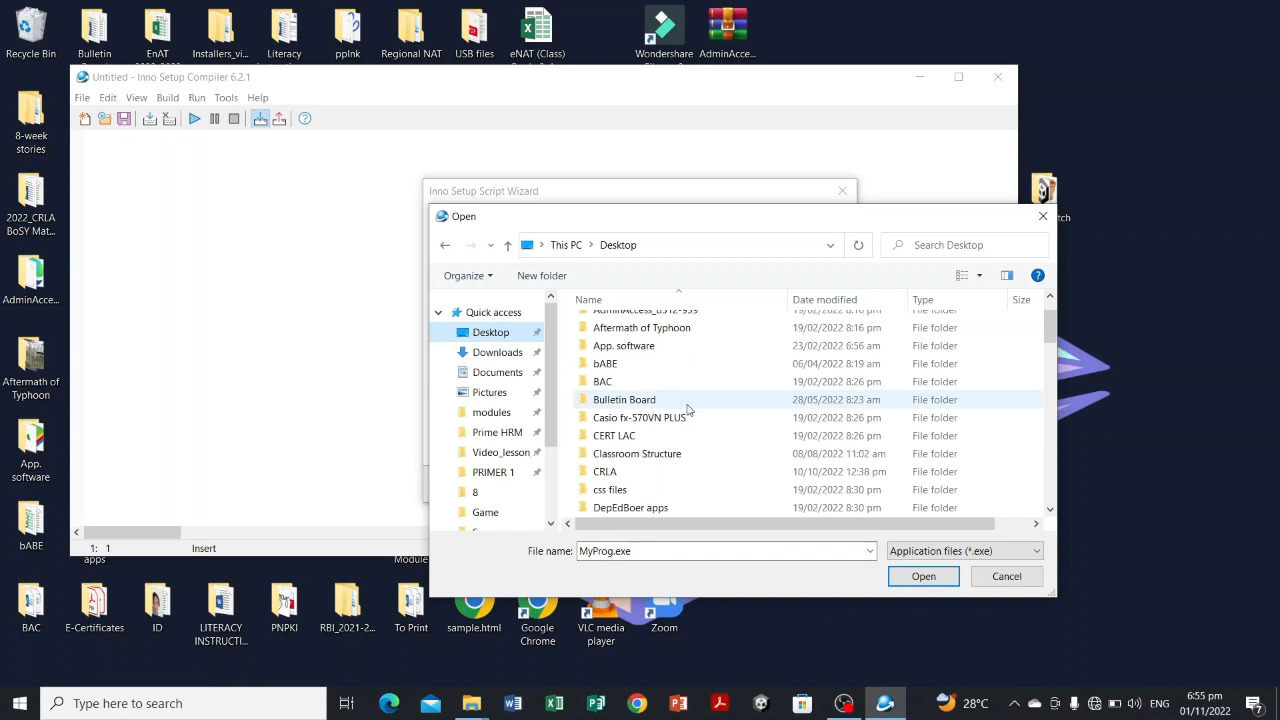 Recycle Bin
Bulletin
EnAT
Installers_vi...
Literacy
ppInk
Regional NAT
USB files
eNAT (Class)
Wondershare
AdminAcce...
Untitled - Inno Setup Compiler 6.2.1
File Edit View Build Run Tools Help
8-week
stories
2022_CRLA
BoSY Mat...
AdminAcce...
Aftermath of
Typhoon
App.
software
bABE
Inno Setup Script Wizard
Open
This PC > Desktop
Search Desktop
Organize
New folder
Name
Date modified
Type
Size
Quick access
Desktop
Downloads
Documents
Pictures
modules
Prime HRM
Video_lesson
PRIMER 1
8
Game
Aftermath of Typhoon 19/02/2022 8:16 pm File folder
App. software 23/02/2022 6:56 am File folder
bABE 06/04/2022 8:19 am File folder
BAC 19/02/2022 8:26 pm File folder
Bulletin Board 28/05/2022 8:23 am File folder
Casio fx-570VN PLUS 19/02/2022 8:26 pm File folder
CERT LAC 19/02/2022 8:26 pm File folder
Classroom Structure 08/08/2022 11:02 am File folder
CRLA 10/10/2022 12:38 pm File folder
css files 19/02/2022 8:30 pm File folder
DepEdBoer apps 19/02/2022 8:30 pm File folder
File name: MyProg.exe
Application files (*.exe)
Open
Cancel
1: 1
Insert
apps
Module
BAC
E-Certificates
ID
LITERACY
INSTRUCTI...
PNPKI
RBI_2021-2...
To Print
sample.html
Google
Chrome
VLC media
player
Zoom
Type here to search
28°C
ENG
6:55 pm
01/11/2022
7